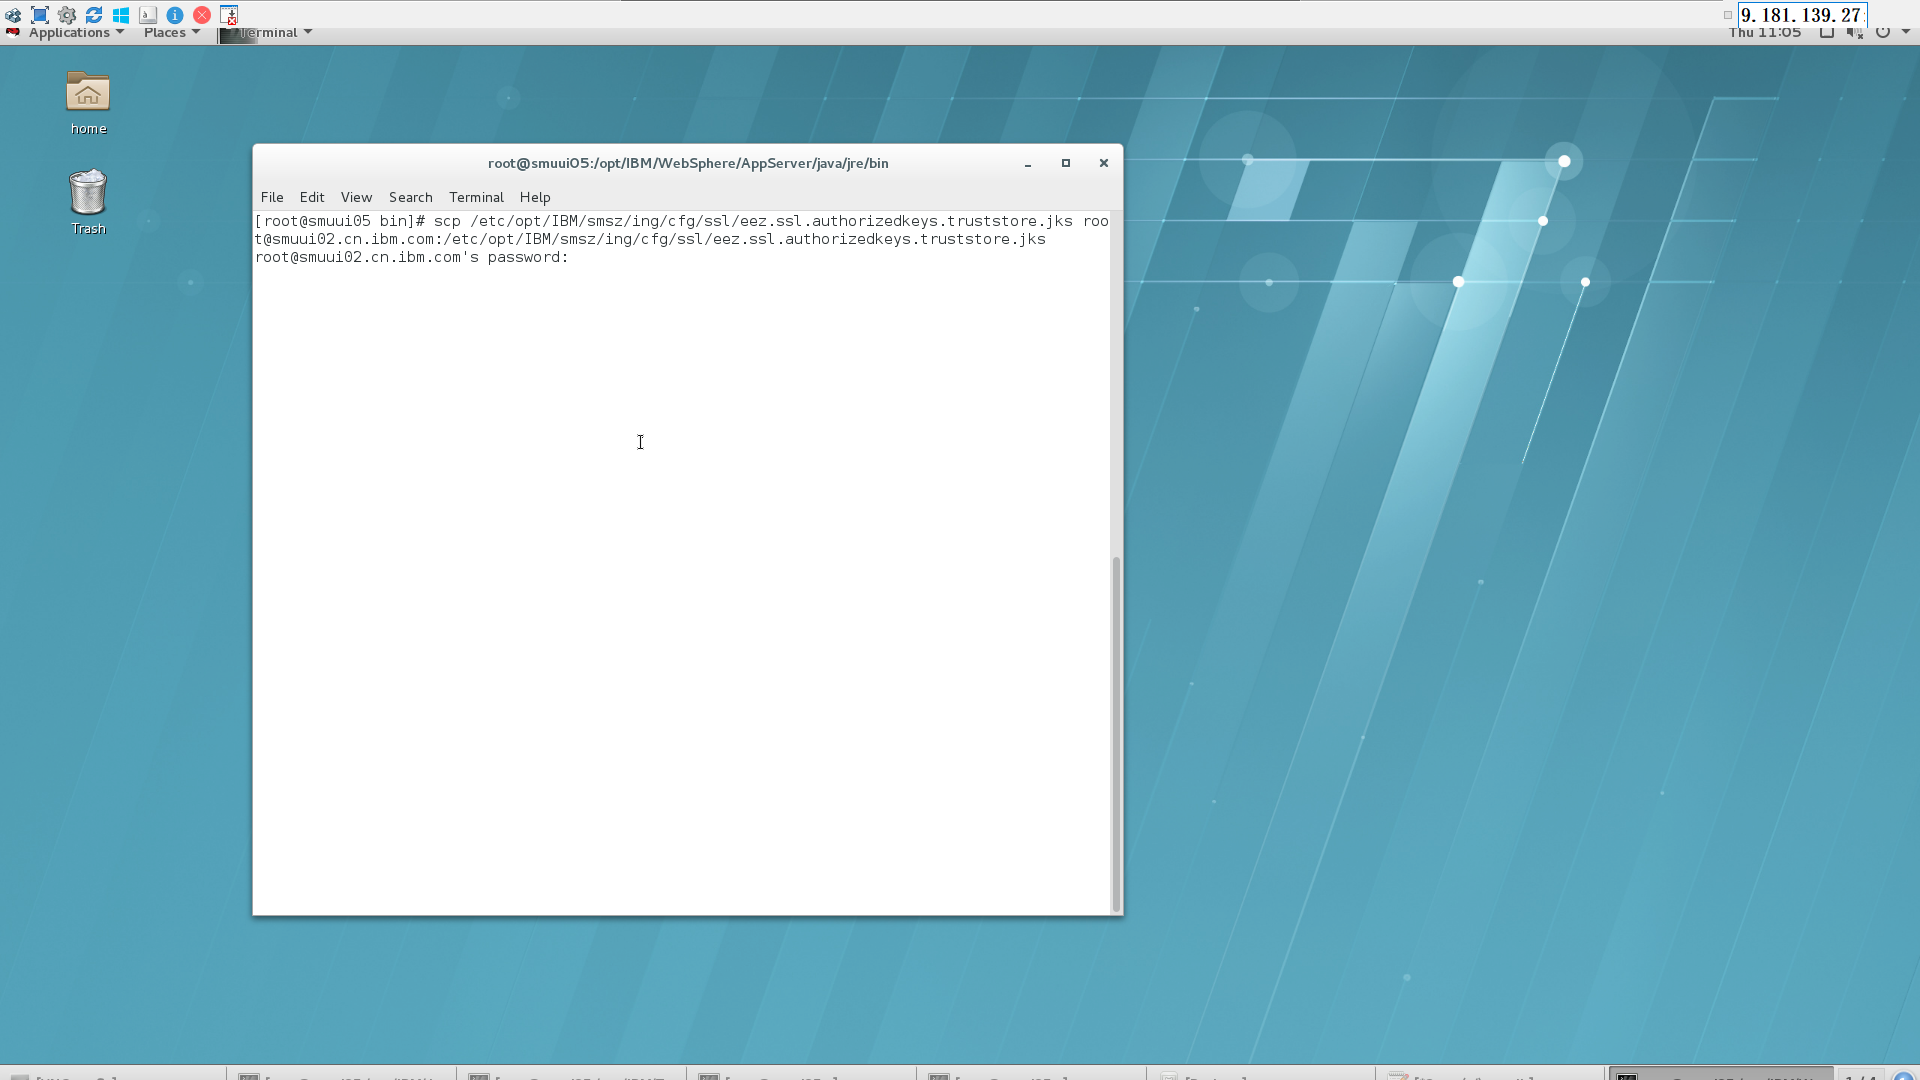 9.181.139.27
Applications Places Terminal Thu 11:05
home
Trash
root@smuui05:/opt/IBM/WebSphere/AppServer/java/jre/bin
File Edit View Search Terminal Help
[root@smuui05 bin]# scp /etc/opt/IBM/smsz/ing/cfg/ssl/eez.ssl.authorizedkeys.truststore.jks roo
t@smuui02.cn.ibm.com:/etc/opt/IBM/smsz/ing/cfg/ssl/eez.ssl.authorizedkeys.truststore.jks
root@smuui02.cn.ibm.com's password: